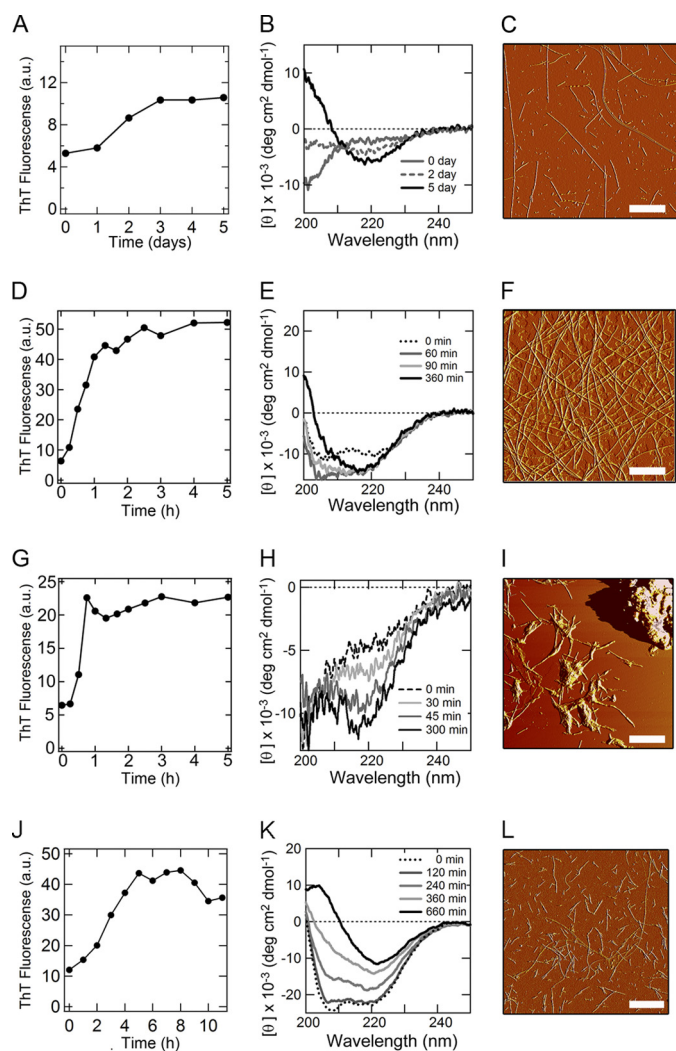 A
ThT Fluorescense (a.u.)
12
8
4
0
0 1 2 3 4 5
Time (days)
B
[θ] x 10⁻³ (deg cm² dmol⁻¹)
10
0
-10
0 day
2 day
5 day
200 220 240
Wavelength (nm)
C
D
ThT Fluorescense (a.u.)
50
40
30
20
10
0
0 1 2 3 4 5
Time (h)
E
[θ] x 10⁻³ (deg cm² dmol⁻¹)
20
10
0
-10
0 min
60 min
90 min
360 min
200 220 240
Wavelength (nm)
F
G
ThT Fluorescense (a.u.)
25
20
15
10
5
0
0 1 2 3 4 5
Time (h)
H
[θ] x 10⁻³ (deg cm² dmol⁻¹)
0
-5
-10
0 min
30 min
45 min
300 min
200 220 240
Wavelength (nm)
I
J
ThT Fluorescense (a.u.)
50
40
30
20
10
0
0 2 4 6 8 10
Time (h)
K
[θ] x 10⁻³ (deg cm² dmol⁻¹)
20
10
0
-10
-20
0 min
120 min
240 min
360 min
660 min
200 220 240
Wavelength (nm)
L